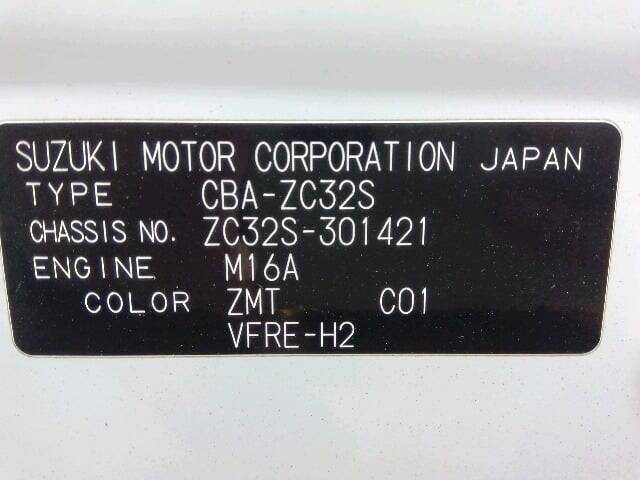 SUZUKI MOTOR CORPORATION JAPAN
TYPE CBA-ZC32S
CHASSIS NO. ZC32S-301421
ENGINE M16A
COLOR ZMT C01
VFRE-H2